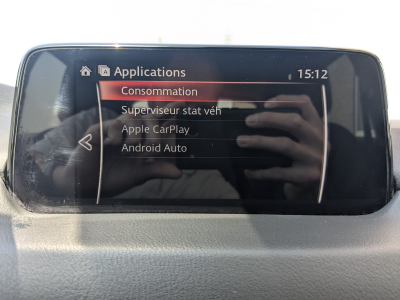 Applications 15:12
Consommation
Superviseur stat véh
Apple CarPlay
Android Auto